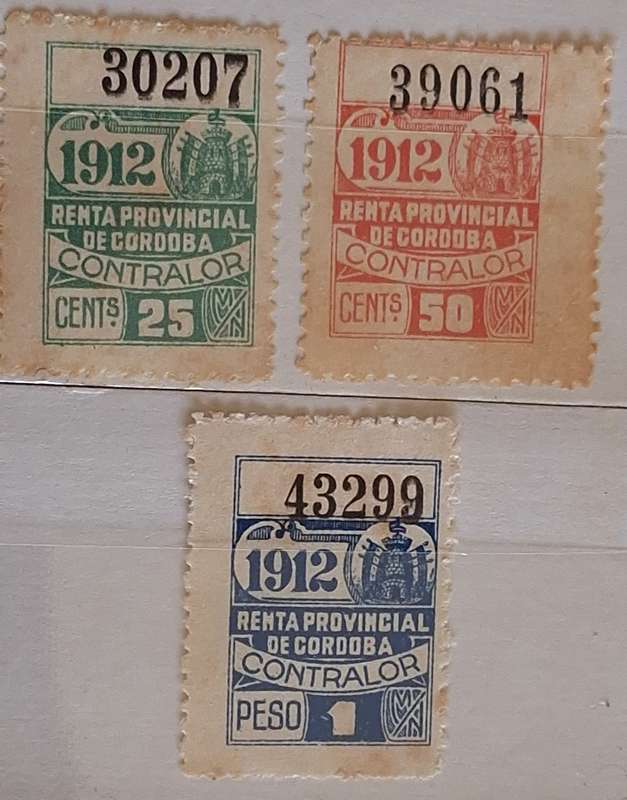 30207
1912
RENTA PROVINCIAL
DE CORDOBA
CONTRALOR
CENTS. 25 M/N
39061
1912
RENTA PROVINCIAL
DE CORDOBA
CONTRALOR
CENTS. 50 M/N
43299
1912
RENTA PROVINCIAL
DE CORDOBA
CONTRALOR
PESO 1 M/N